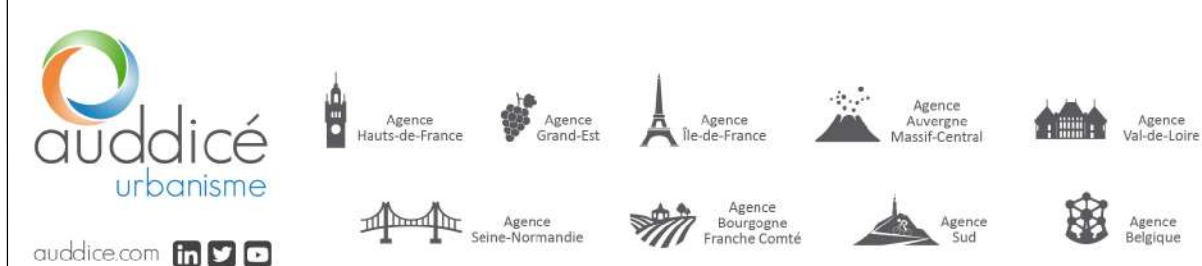 auddicé
urbanisme
auddice.com in
Agence
Hauts-de-France
Agence
Grand-Est
Agence
Île-de-France
Agence
Auvergne
Massif-Central
Agence
Val-de-Loire
Agence
Seine-Normandie
Agence
Bourgogne
Franche Comté
Agence
Sud
Agence
Belgique